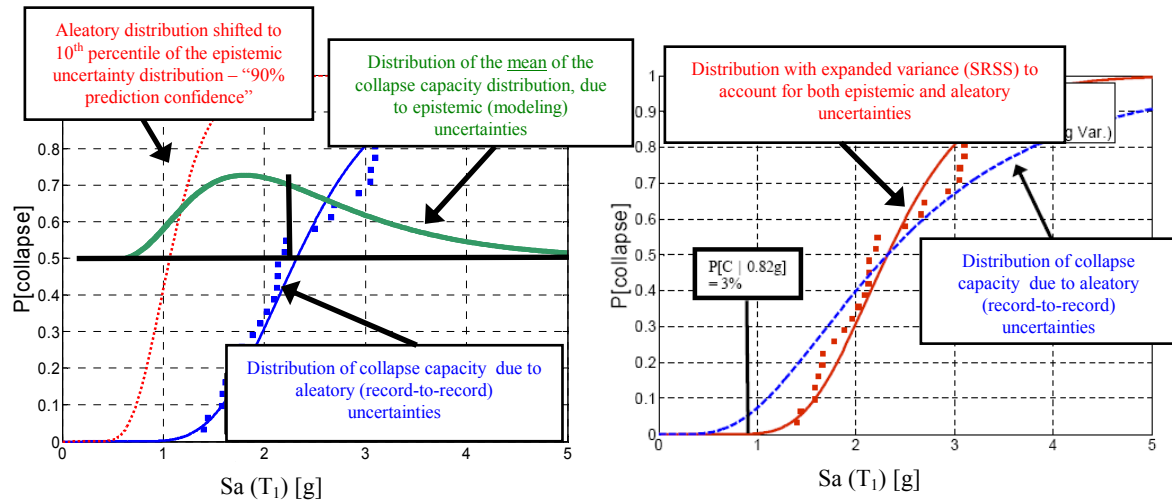 Aleatory distribution shifted to
10th percentile of the epistemic
uncertainty distribution – “90%
prediction confidence”
Distribution of the mean of the
collapse capacity distribution, due
to epistemic (modeling)
uncertainties
Distribution of collapse capacity due to
aleatory (record-to-record)
uncertainties
P[collapse]
0.8
0.7
0.6
0.5
0.4
0.3
0.2
0.1
0
0 1 2 3 4 5
Sa (T1) [g]
Distribution with expanded variance (SRSS) to
account for both epistemic and aleatory
uncertainties
g Var.)
P[C | 0.82g]
= 3%
Distribution of collapse
capacity due to aleatory
(record-to-record)
uncertainties
P[collapse]
1
0.9
0.8
0.7
0.6
0.5
0.4
0.3
0.2
0.1
0
0 1 2 3 4 5
Sa (T1) [g]